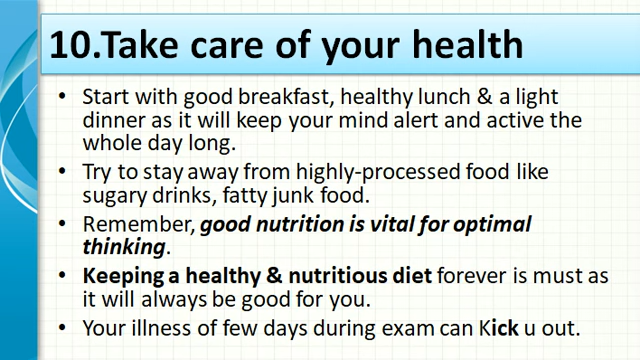 10.Take care of your health
• Start with good breakfast, healthy lunch & a light
dinner as it will keep your mind alert and active the
whole day long.
• Try to stay away from highly-processed food like
sugary drinks, fatty junk food.
• Remember, good nutrition is vital for optimal
thinking.
• Keeping a healthy & nutritious diet forever is must as
it will always be good for you.
• Your illness of few days during exam can Kick u out.